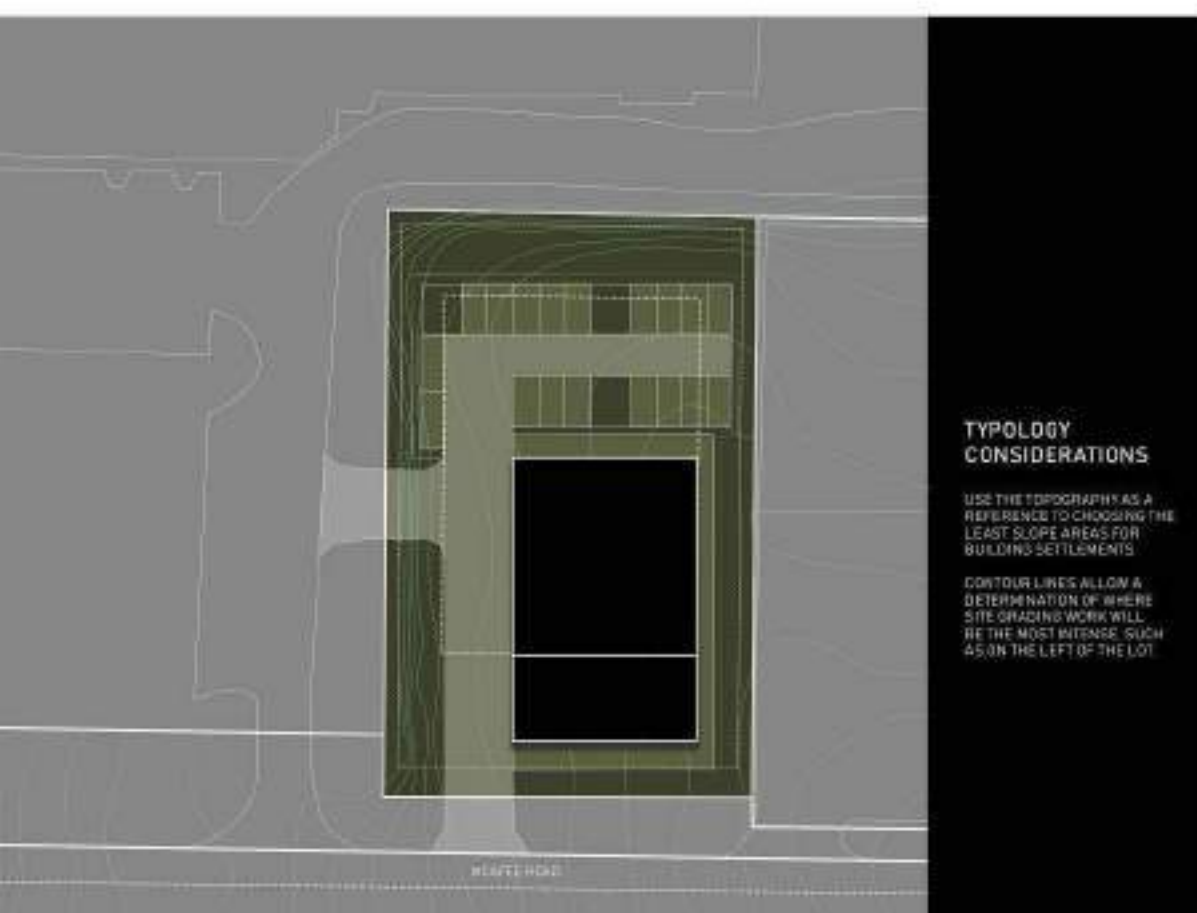 TYPOLOGY
CONSIDERATIONS
USE THE TOPOGRAPHY AS A
REFERENCE TO CHOOSING THE
LEAST SLOPE AREAS FOR
BUILDING SETTLEMENTS
CONTOUR LINES ALLOW A
DETERMINATION OF WHERE
SITE GRADING WORK WILL
BE THE MOST INTENSE, SUCH
AS ON THE LEFT OF THE LOT.
ROAD